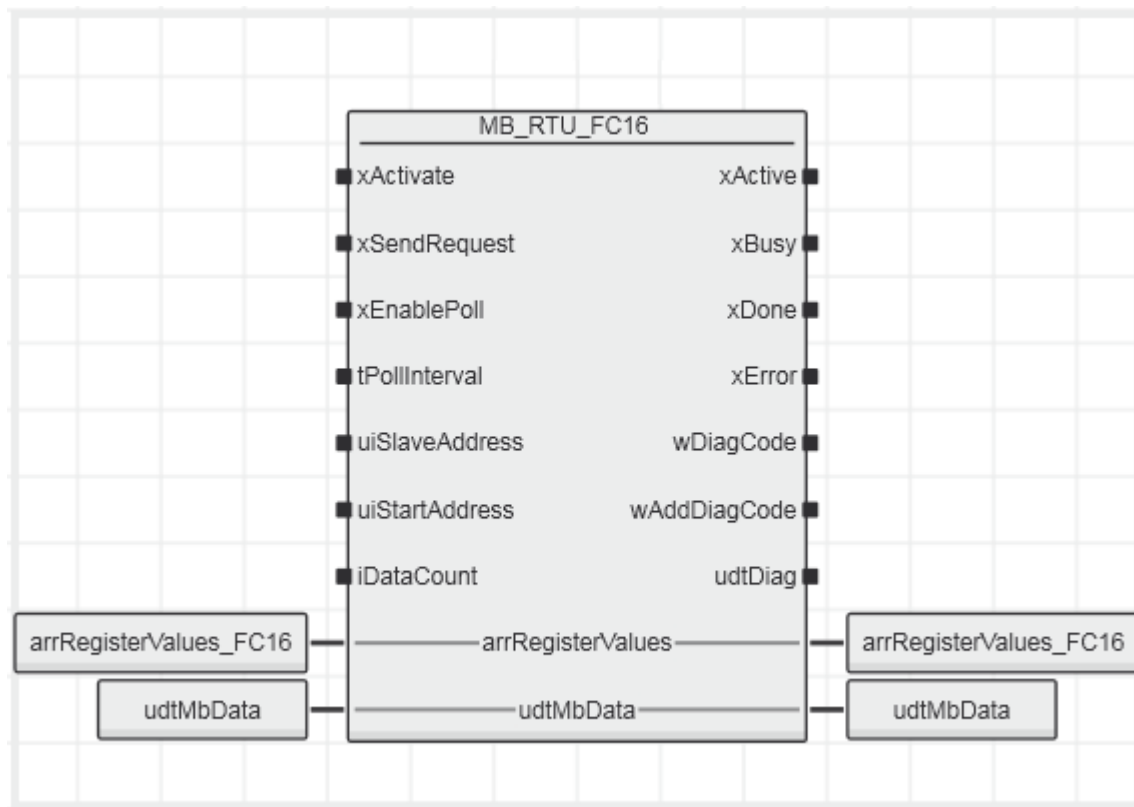 MB_RTU_FC16
xActivate xActive
xSendRequest xBusy
xEnablePoll xDone
tPollInterval xError
uiSlaveAddress wDiagCode
uiStartAddress wAddDiagCode
iDataCount udtDiag
arrRegisterValues_FC16 arrRegisterValues arrRegisterValues_FC16
udtMbData udtMbData udtMbData